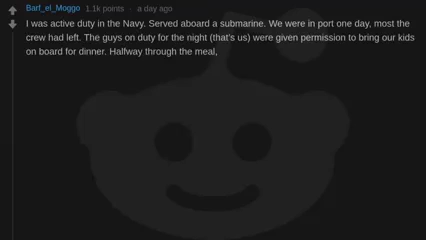 Barf_el_Moggo 1.1k points · a day ago
I was active duty in the Navy. Served aboard a submarine. We were in port one day, most the
crew had left. The guys on duty for the night (that's us) were given permission to bring our kids
on board for dinner. Halfway through the meal,